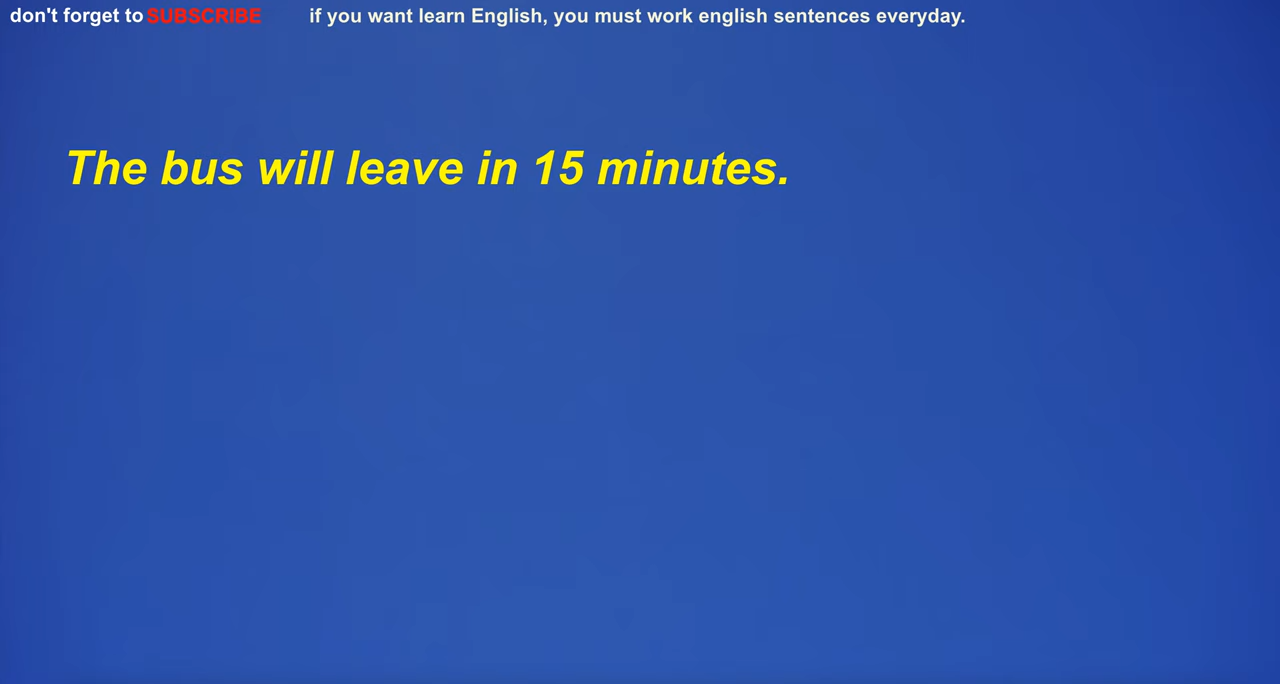 don't forget to SUBSCRIBE if you want learn English, you must work english sentences everyday.
The bus will leave in 15 minutes.